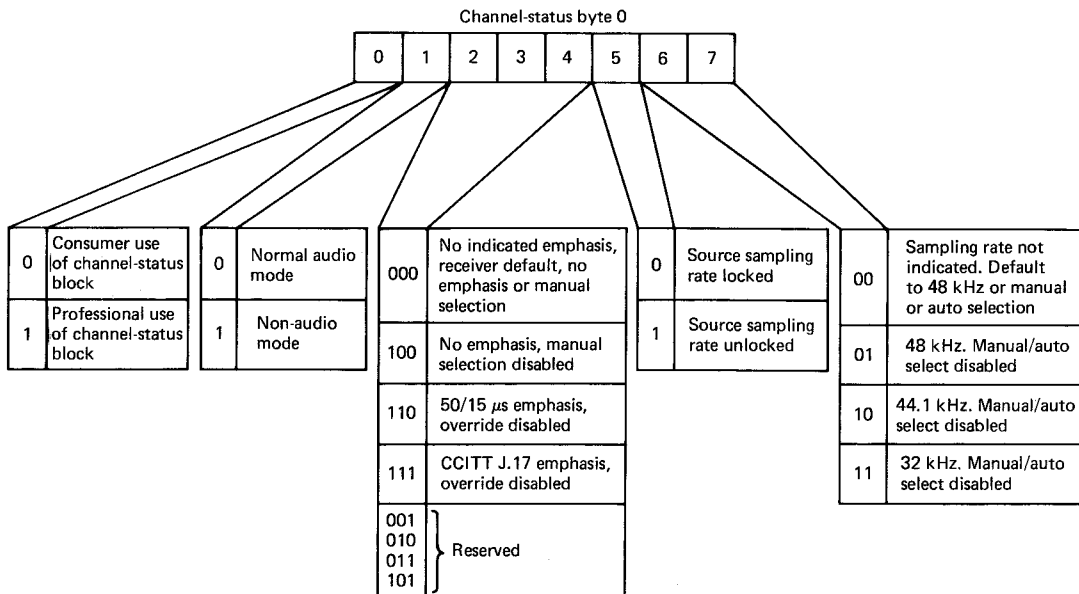 Channel-status byte 0
0 1 2 3 4 5 6 7
0 Consumer use
of channel-status
block
1 Professional use
of channel-status
block
0 Normal audio
mode
1 Non-audio
mode
000 No indicated emphasis,
receiver default, no
emphasis or manual
selection
100 No emphasis, manual
selection disabled
110 50/15 μs emphasis,
override disabled
111 CCITT J.17 emphasis,
override disabled
001
010
011
101
Reserved
0 Source sampling
rate locked
1 Source sampling
rate unlocked
00 Sampling rate not
indicated. Default
to 48 kHz or manual
or auto selection
01 48 kHz. Manual/auto
select disabled
10 44.1 kHz. Manual/auto
select disabled
11 32 kHz. Manual/auto
select disabled